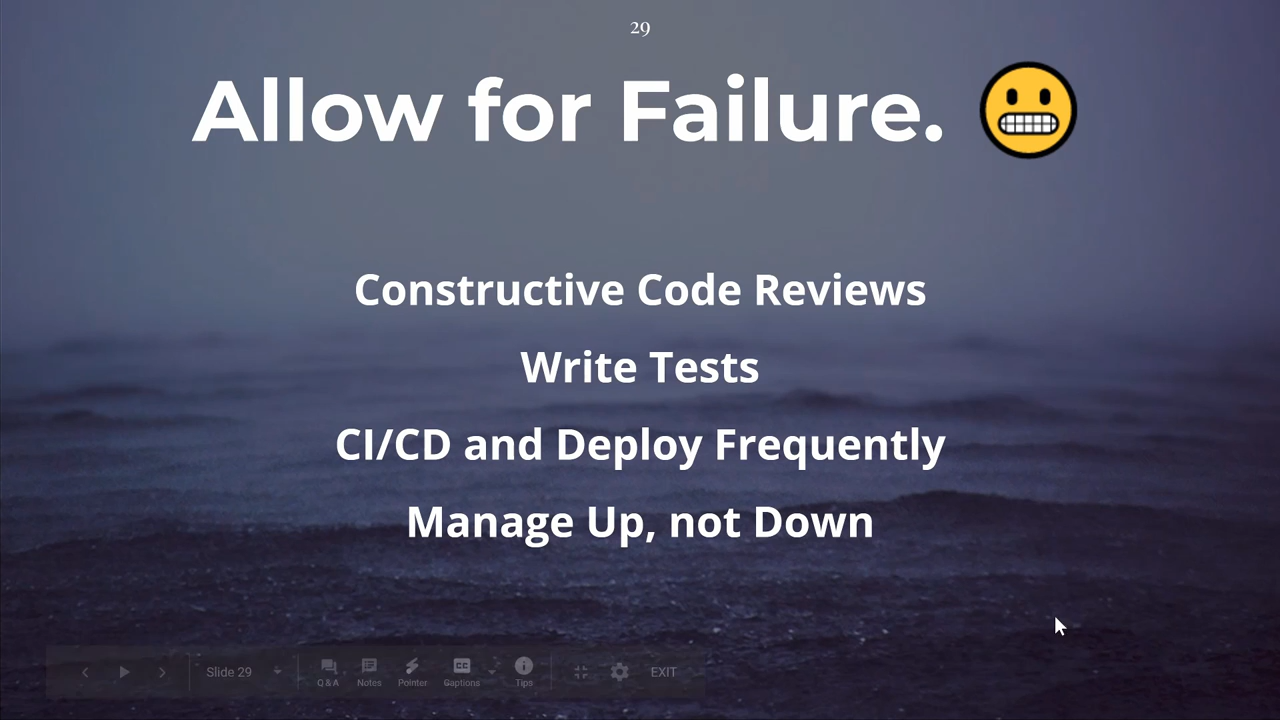 29
Allow for Failure. 😬
Constructive Code Reviews
Write Tests
CI/CD and Deploy Frequently
Manage Up, not Down
Slide 29
Q & A Notes Pointer Captions Tips EXIT